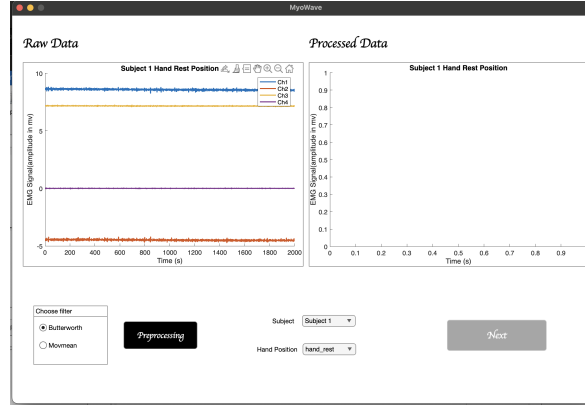 MyoWave
Raw Data
Processed Data
Subject 1 Hand Rest Position
Ch1
Ch2
Ch3
Ch4
EMG Signal(amplitude in mv)
10
5
0
-5
0 200 400 600 800 1000 1200 1400 1600 1800 2000
Time (s)
Subject 1 Hand Rest Position
EMG Signal(amplitude in mv)
1
0.9
0.8
0.7
0.6
0.5
0.4
0.3
0.2
0.1
0
0 0.1 0.2 0.3 0.4 0.5 0.6 0.7 0.8 0.9
Time (s)
Choose filter
Butterworth
Movmean
Preprocessing
Subject Subject 1
Hand Position hand_rest
Next